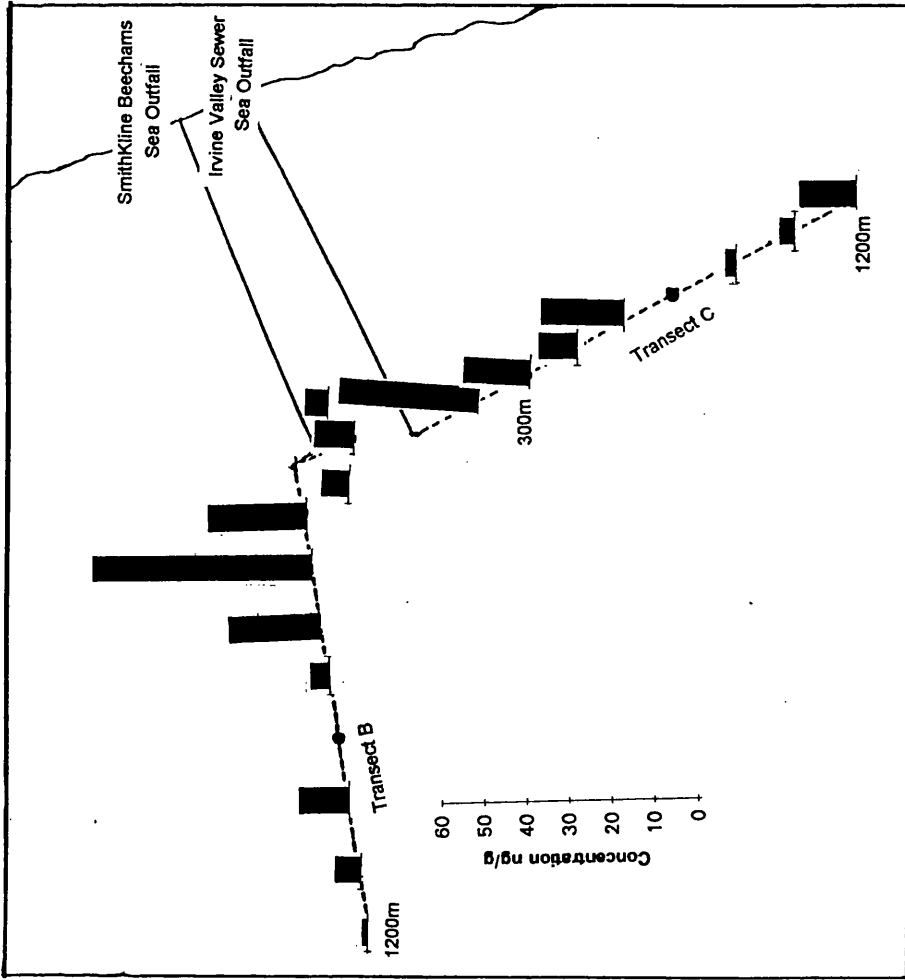 SmithKline Beechams
Sea Outfall
Irvine Valley Sewer
Sea Outfall
300m
Transect C
1200m
Transect B
1200m
Concentration ng/g
60
50
40
30
20
10
0